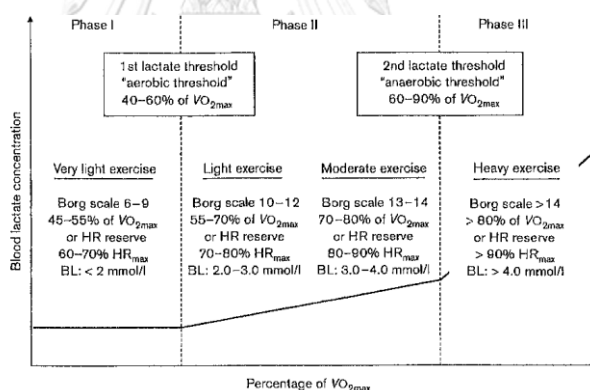 Phase I
Phase II
Phase III
1st lactate threshold
"aerobic threshold"
40–60% of VO2max
2nd lactate threshold
"anaerobic threshold"
60–90% of VO2max
Blood lactate concentration
Very light exercise
Borg scale 6–9
45–55% of VO2max
or HR reserve
60–70% HRmax
BL: < 2 mmol/l
Light exercise
Borg scale 10–12
55–70% of VO2max
or HR reserve
70–80% HRmax
BL: 2.0–3.0 mmol/l
Moderate exercise
Borg scale 13–14
70–80% of VO2max
or HR reserve
80–90% HRmax
BL: 3.0–4.0 mmol/l
Heavy exercise
Borg scale >14
> 80% of VO2max
or HR reserve
> 90% HRmax
BL: > 4.0 mmol/l
Percentage of VO2max